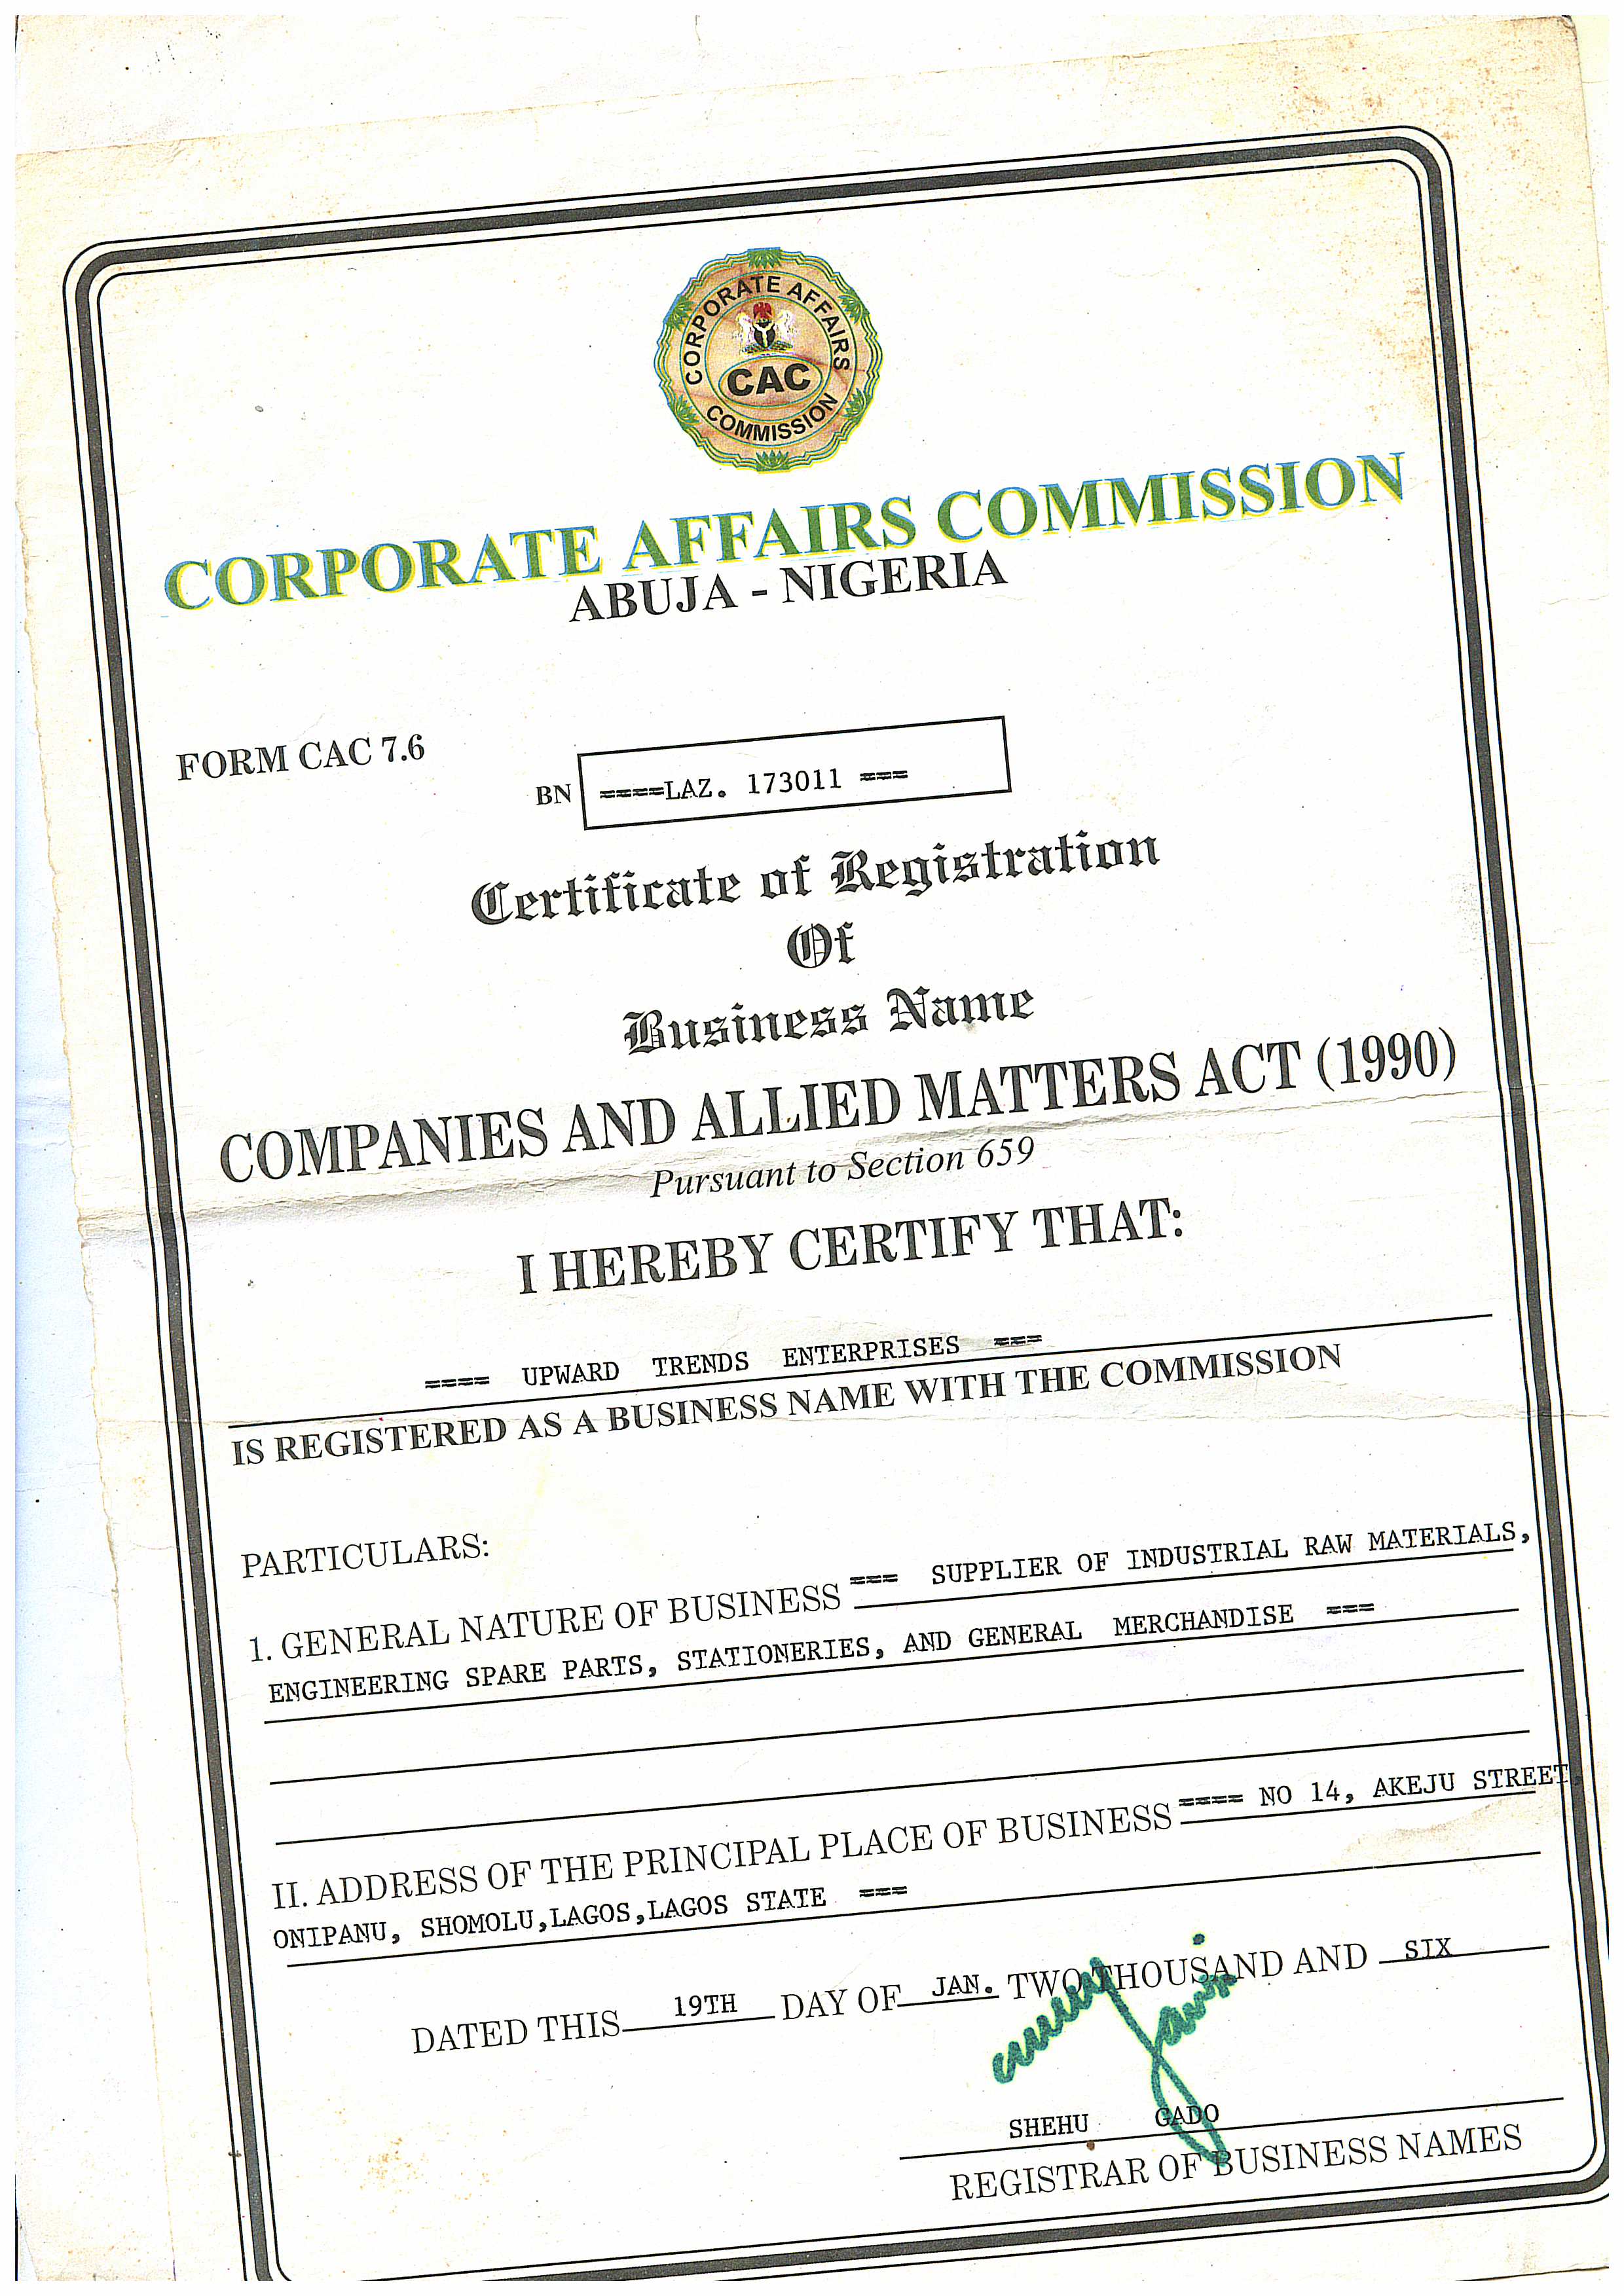 CORPORATE AFFAIRS
CAC
COMMISSION
CORPORATE AFFAIRS COMMISSION
ABUJA - NIGERIA
FORM CAC 7.6
BN ====LAZ. 173011 ===
Certificate of Registration
Of
Business Name
COMPANIES AND ALLIED MATTERS ACT (1990)
Pursuant to Section 659
I HEREBY CERTIFY THAT:
==== UPWARD TRENDS ENTERPRISES ===
IS REGISTERED AS A BUSINESS NAME WITH THE COMMISSION
PARTICULARS:
1. GENERAL NATURE OF BUSINESS === SUPPLIER OF INDUSTRIAL RAW MATERIALS,
ENGINEERING SPARE PARTS, STATIONERIES, AND GENERAL MERCHANDISE ===
II. ADDRESS OF THE PRINCIPAL PLACE OF BUSINESS ==== NO 14, AKEJU STREET,
ONIPANU, SHOMOLU,LAGOS,LAGOS STATE ===
DATED THIS 19TH DAY OF JAN. TWO THOUSAND AND SIX
SHEHU GADO
REGISTRAR OF BUSINESS NAMES